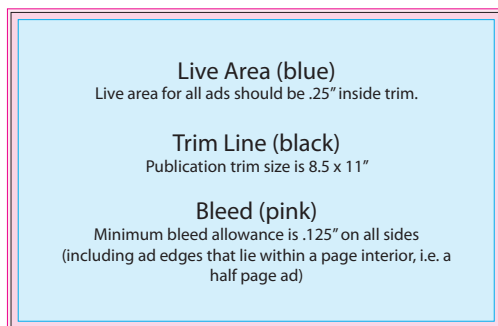 Live Area (blue)
Live area for all ads should be .25” inside trim.
Trim Line (black)
Publication trim size is 8.5 x 11”
Bleed (pink)
Minimum bleed allowance is .125” on all sides
(including ad edges that lie within a page interior, i.e. a
half page ad)